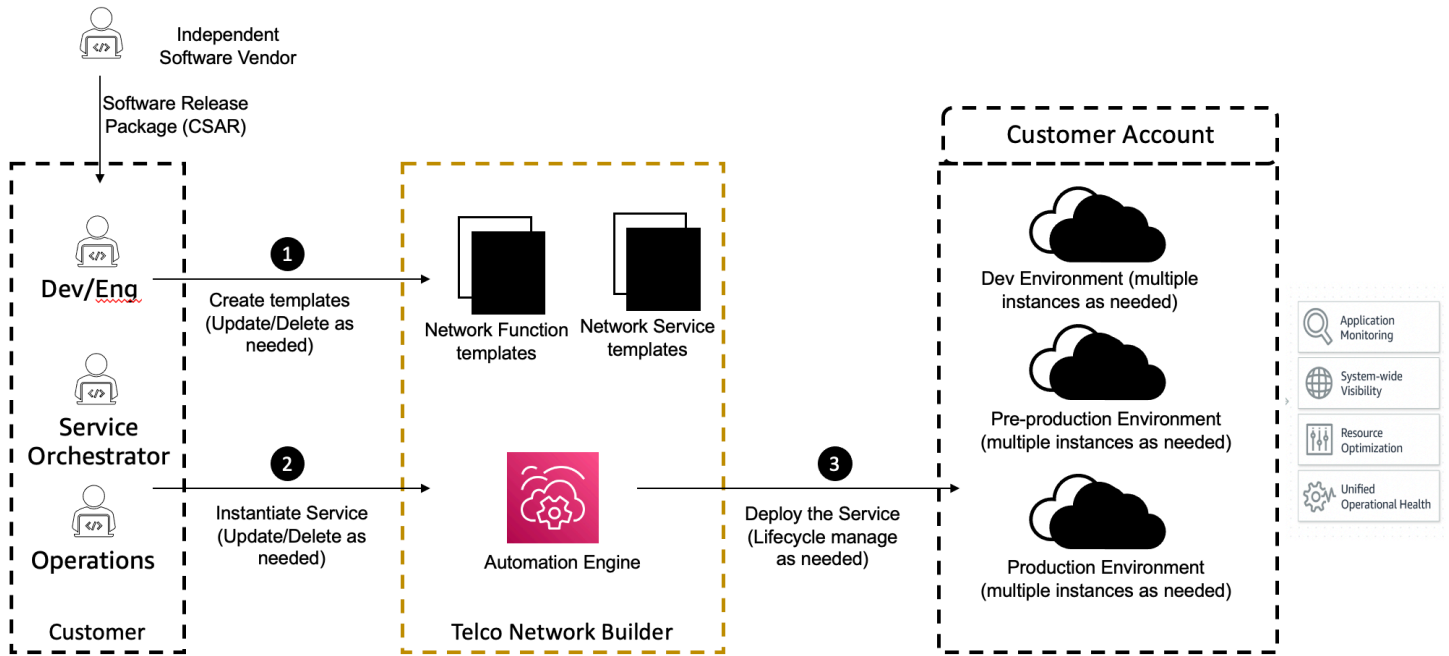 Independent
Software Vendor
Software Release
Package (CSAR)
Dev/Eng
Service
Orchestrator
Operations
Customer
1
Create templates
(Update/Delete as
needed)
2
Instantiate Service
(Update/Delete as
needed)
Network Function
templates
Network Service
templates
Automation Engine
Telco Network Builder
3
Deploy the Service
(Lifecycle manage
as needed)
Customer Account
Dev Environment (multiple
instances as needed)
Pre-production Environment
(multiple instances as needed)
Production Environment
(multiple instances as needed)
Application
Monitoring
System-wide
Visibility
Resource
Optimization
Unified
Operational Health